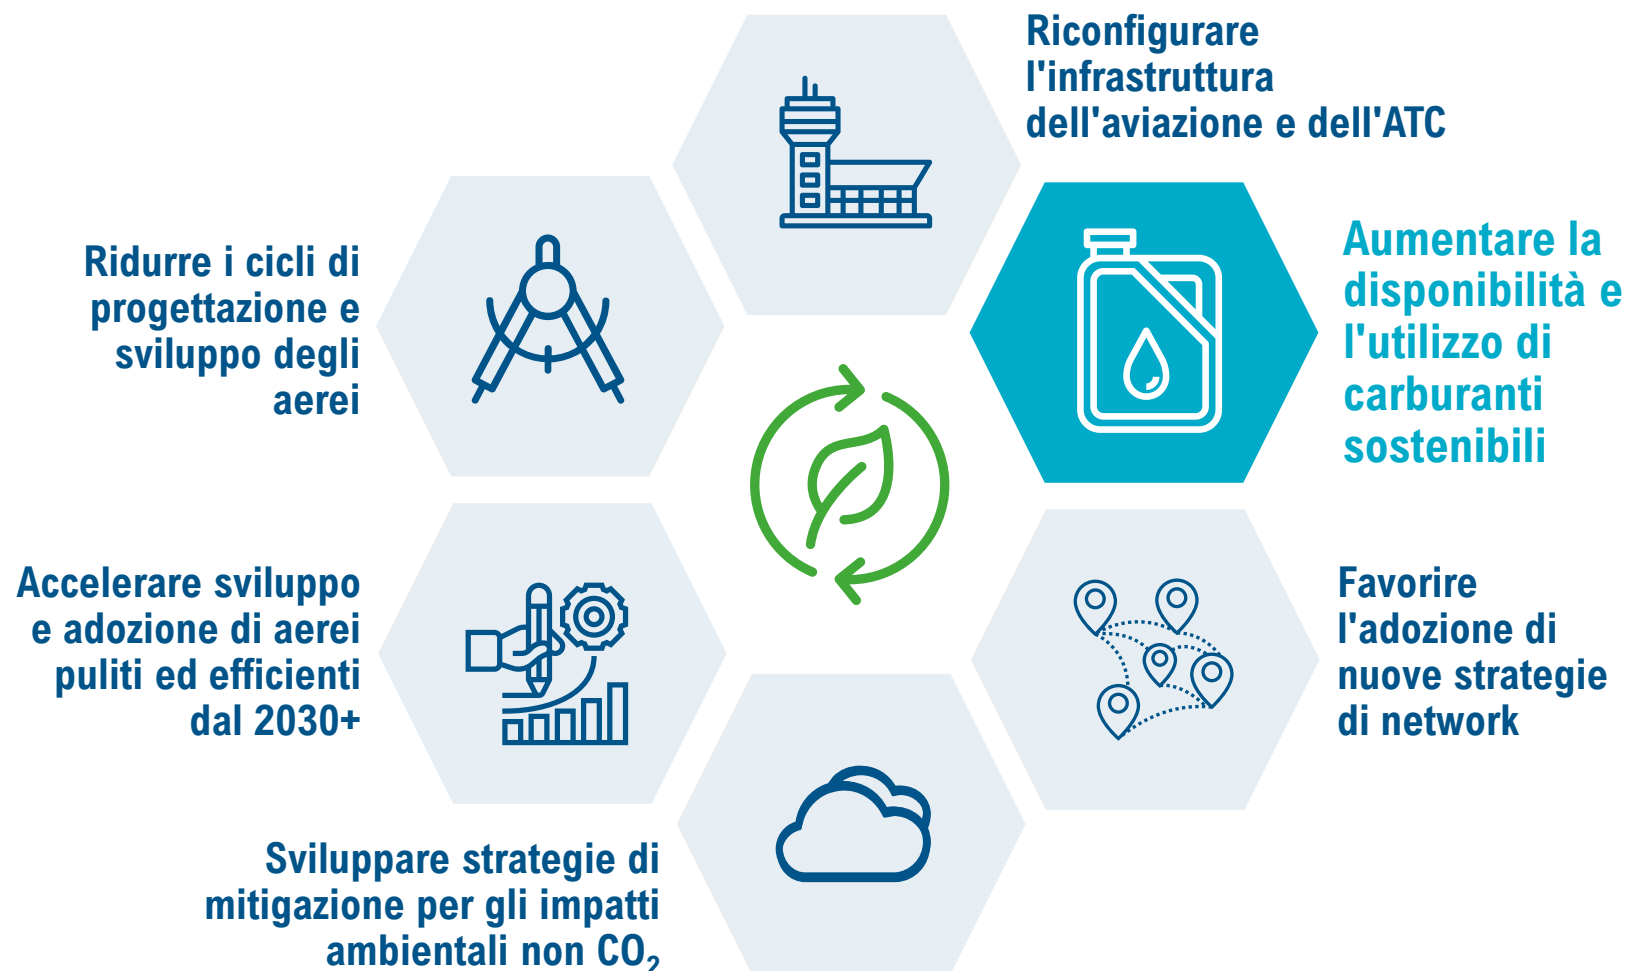 Riconfigurare
l'infrastruttura
dell'aviazione e dell'ATC
Aumentare la
disponibilità e
l'utilizzo di
carburanti
sostenibili
Ridurre i cicli di
progettazione e
sviluppo degli
aerei
Accelerare sviluppo
e adozione di aerei
puliti ed efficienti
dal 2030+
Favorire
l'adozione di
nuove strategie
di network
Sviluppare strategie di
mitigazione per gli impatti
ambientali non CO₂